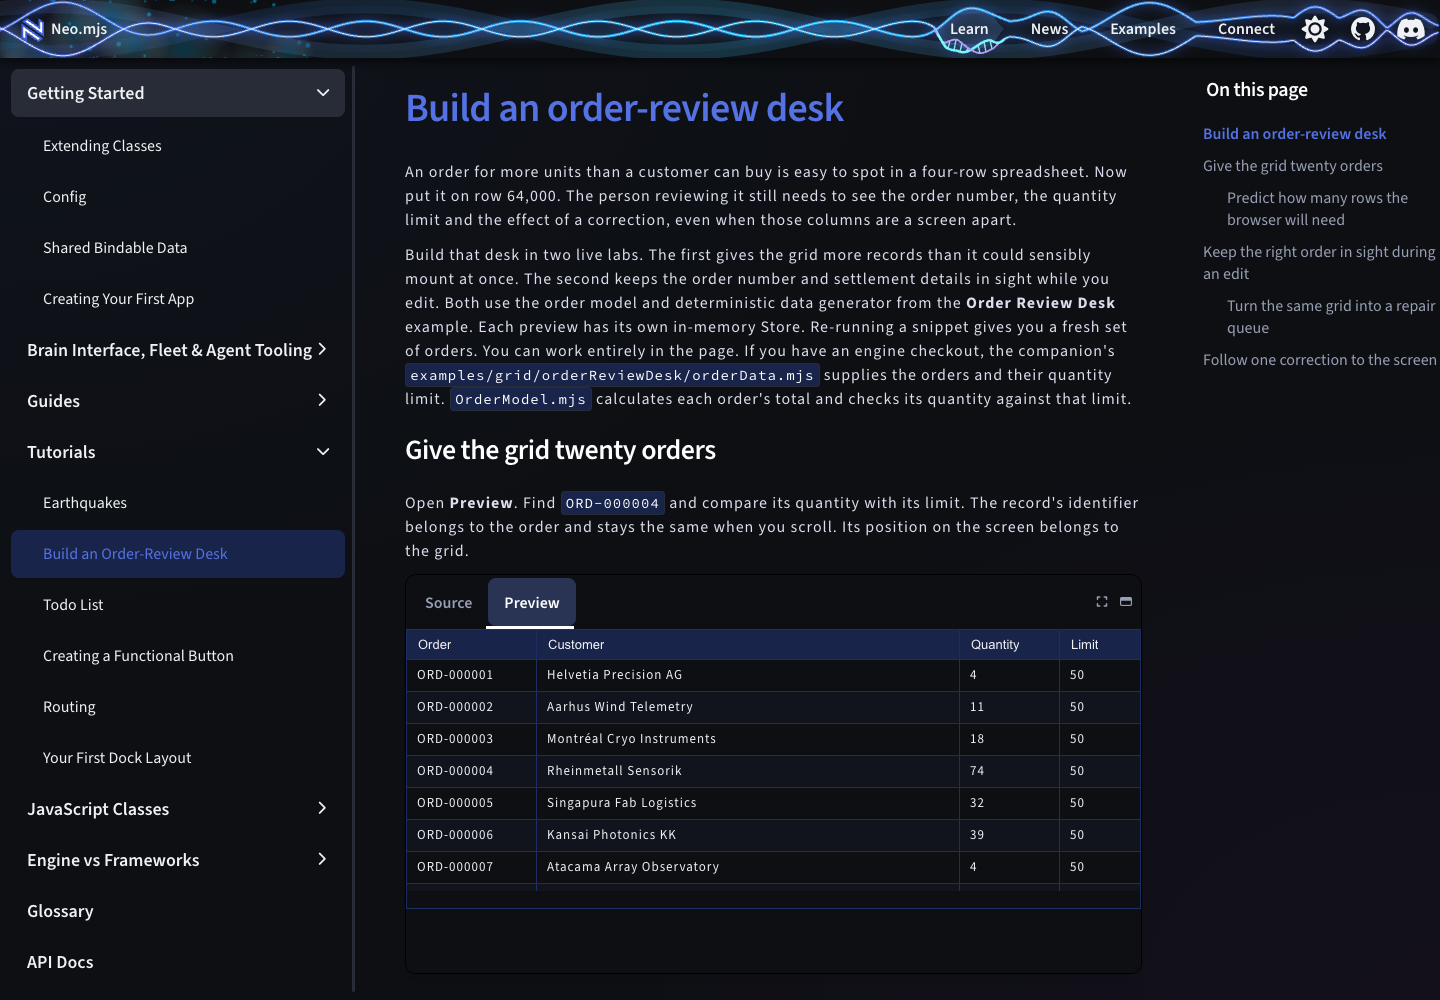 Neo.mjs
Learn
News
Examples
Connect
Getting Started
Extending Classes
Config
Shared Bindable Data
Creating Your First App
Brain Interface, Fleet & Agent Tooling
Guides
Tutorials
Earthquakes
Build an Order-Review Desk
Todo List
Creating a Functional Button
Routing
Your First Dock Layout
JavaScript Classes
Engine vs Frameworks
Glossary
API Docs
Build an order-review desk
An order for more units than a customer can buy is easy to spot in a four-row spreadsheet. Now
put it on row 64,000. The person reviewing it still needs to see the order number, the quantity
limit and the effect of a correction, even when those columns are a screen apart.
Build that desk in two live labs. The first gives the grid more records than it could sensibly
mount at once. The second keeps the order number and settlement details in sight while you
edit. Both use the order model and deterministic data generator from the Order Review Desk
example. Each preview has its own in-memory Store. Re-running a snippet gives you a fresh set
of orders. You can work entirely in the page. If you have an engine checkout, the companion's
examples/grid/orderReviewDesk/orderData.mjs supplies the orders and their quantity
limit. OrderModel.mjs calculates each order's total and checks its quantity against that limit.
Give the grid twenty orders
Open Preview. Find ORD-000004 and compare its quantity with its limit. The record's identifier
belongs to the order and stays the same when you scroll. Its position on the screen belongs to
the grid.
Source Preview
Order Customer Quantity Limit
ORD-000001 Helvetia Precision AG 4 50
ORD-000002 Aarhus Wind Telemetry 11 50
ORD-000003 Montréal Cryo Instruments 18 50
ORD-000004 Rheinmetall Sensorik 74 50
ORD-000005 Singapura Fab Logistics 32 50
ORD-000006 Kansai Photonics KK 39 50
ORD-000007 Atacama Array Observatory 4 50
On this page
Build an order-review desk
Give the grid twenty orders
Predict how many rows the
browser will need
Keep the right order in sight during
an edit
Turn the same grid into a repair
queue
Follow one correction to the screen